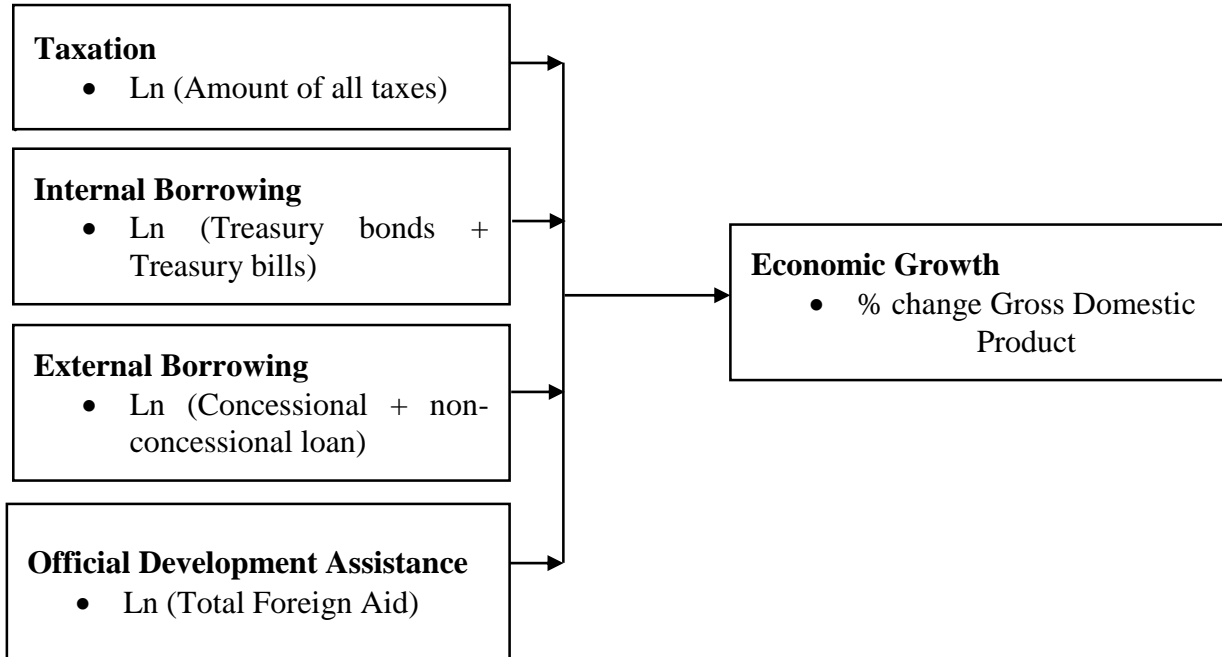 Taxation
• Ln (Amount of all taxes)
Internal Borrowing
• Ln (Treasury bonds +
Treasury bills)
External Borrowing
• Ln (Concessional + non-
concessional loan)
Official Development Assistance
• Ln (Total Foreign Aid)
Economic Growth
• % change Gross Domestic
Product